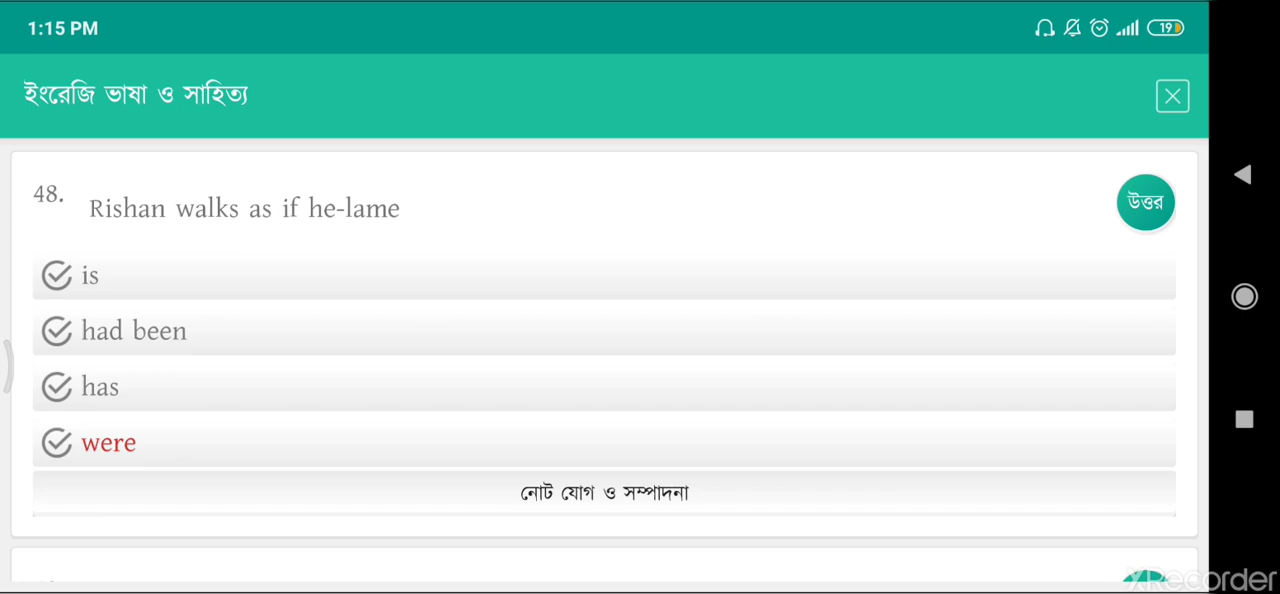 1:15 PM
19
ইংরেজি ভাষা ও সাহিত্য
48. Rishan walks as if he-lame
উত্তর
is
had been
has
were
নোট যোগ ও সম্পাদনা
XRecorder